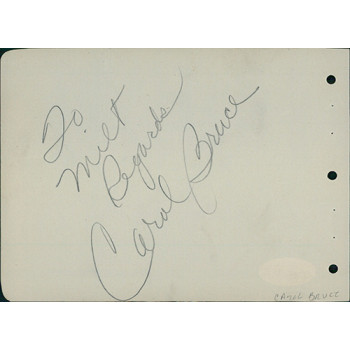 To
Milt
Regards
Carol Bruce
CAROL BRUCE